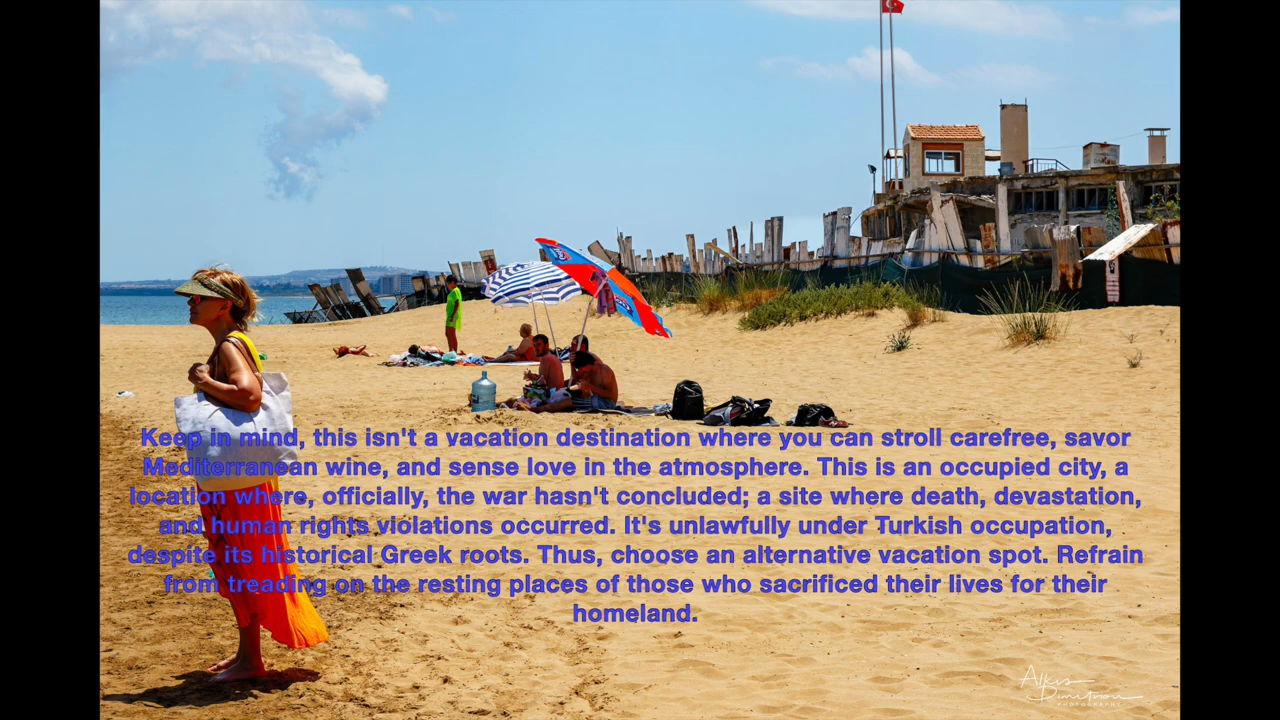 Keep in mind, this isn't a vacation destination where you can stroll carefree, savor
Mediterranean wine, and sense love in the atmosphere. This is an occupied city, a
location where, officially, the war hasn't concluded; a site where death, devastation,
and human rights violations occurred. It's unlawfully under Turkish occupation,
despite its historical Greek roots. Thus, choose an alternative vacation spot. Refrain
from treading on the resting places of those who sacrificed their lives for their
homeland.
Alkis
Dimitriou
PHOTOGRAPHY